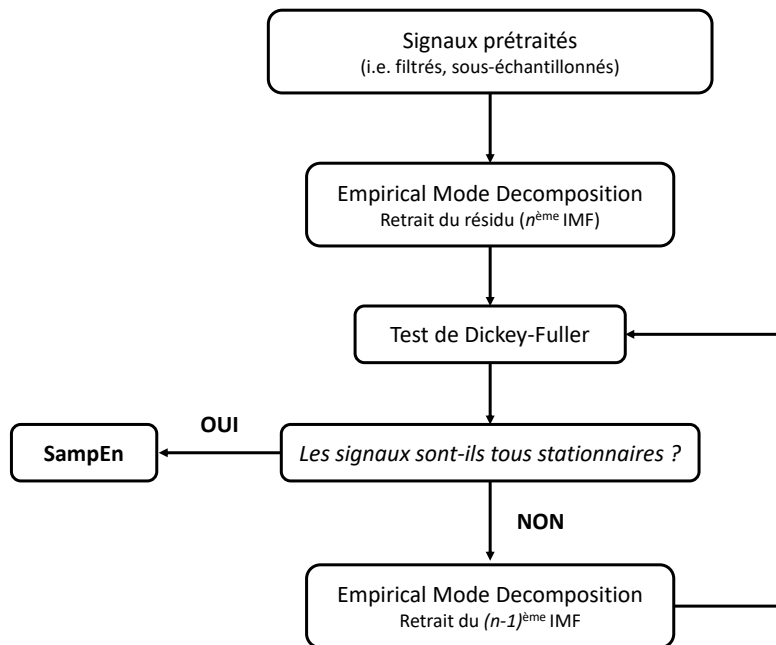 Signaux prétraités
(i.e. filtrés, sous-échantillonnés)
Empirical Mode Decomposition
Retrait du résidu (nème IMF)
Test de Dickey-Fuller
OUI
SampEn
Les signaux sont-ils tous stationnaires ?
NON
Empirical Mode Decomposition
Retrait du (n-1)ème IMF